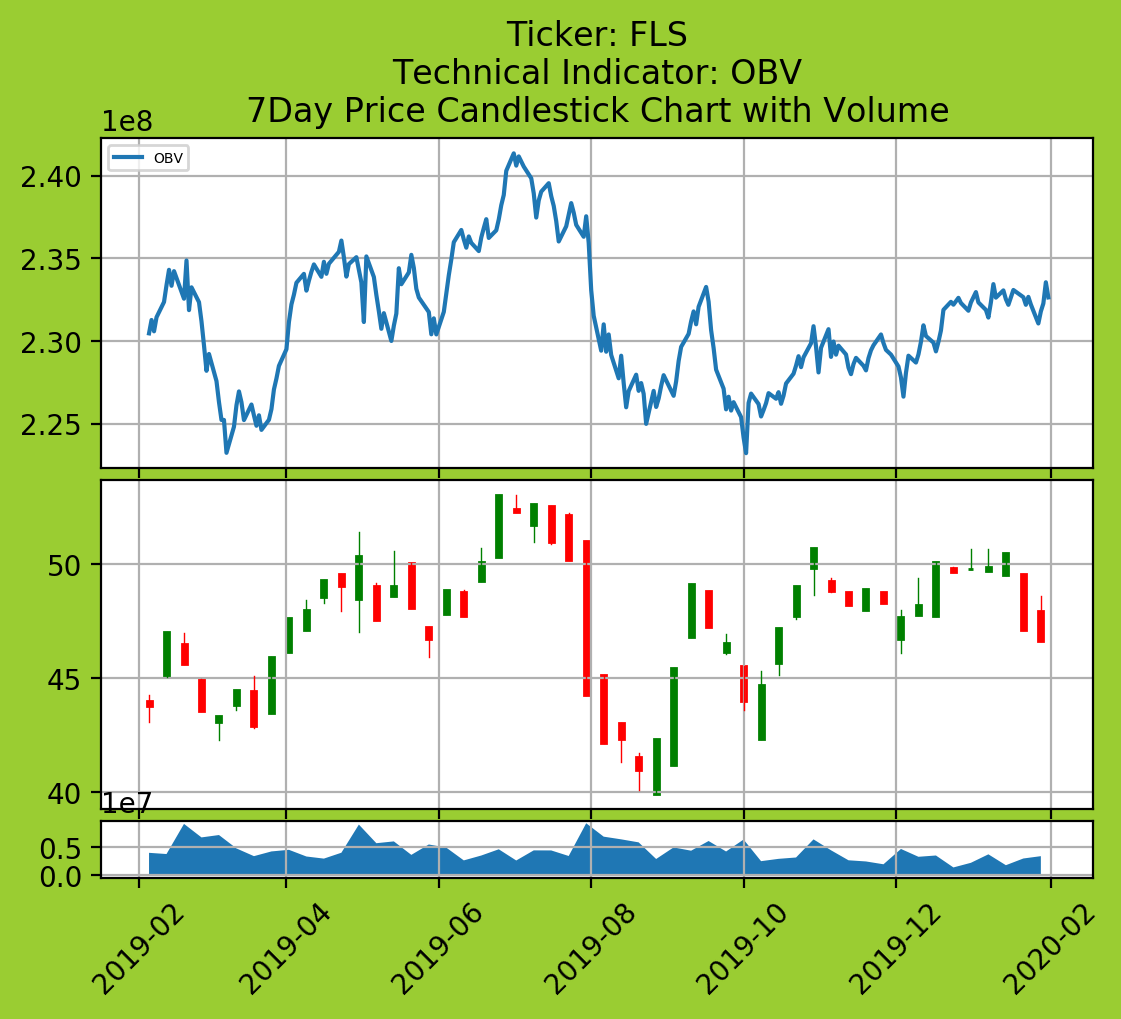 Ticker: FLS
Technical Indicator: OBV
7Day Price Candlestick Chart with Volume
1e8
OBV
2.40
2.35
2.30
2.25
50
45
40
1e7
0.5
0.0
2019-02
2019-04
2019-06
2019-08
2019-10
2019-12
2020-02